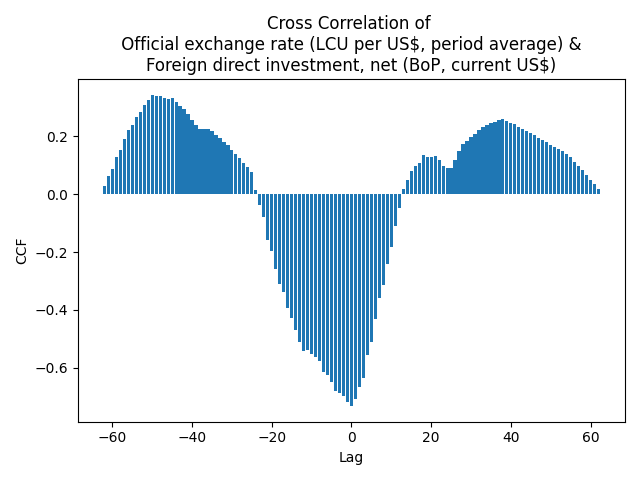 Cross Correlation of
Official exchange rate (LCU per US$, period average) &
Foreign direct investment, net (BoP, current US$)
CCF
0.2
0.0
−0.2
−0.4
−0.6
−60
−40
−20
0
20
40
60
Lag